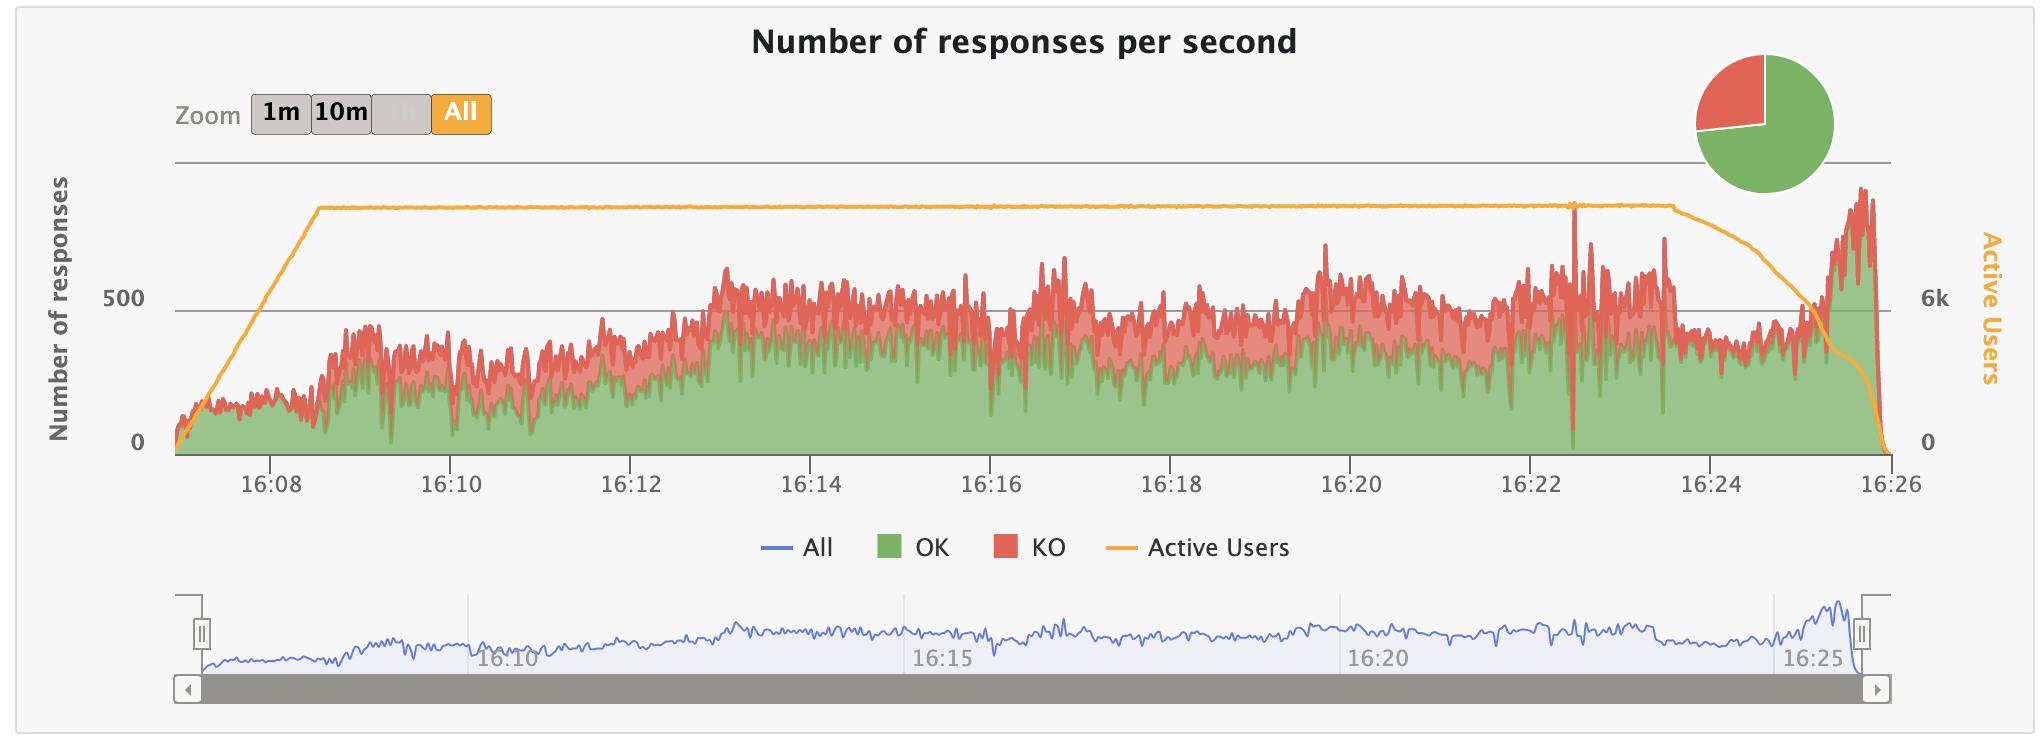 Number of responses per second
Zoom 1m 10m 1h All
Number of responses
500
0
6k
0
Active Users
16:08 16:10 16:12 16:14 16:16 16:18 16:20 16:22 16:24 16:26
All OK KO Active Users
16:10 16:15 16:20 16:25